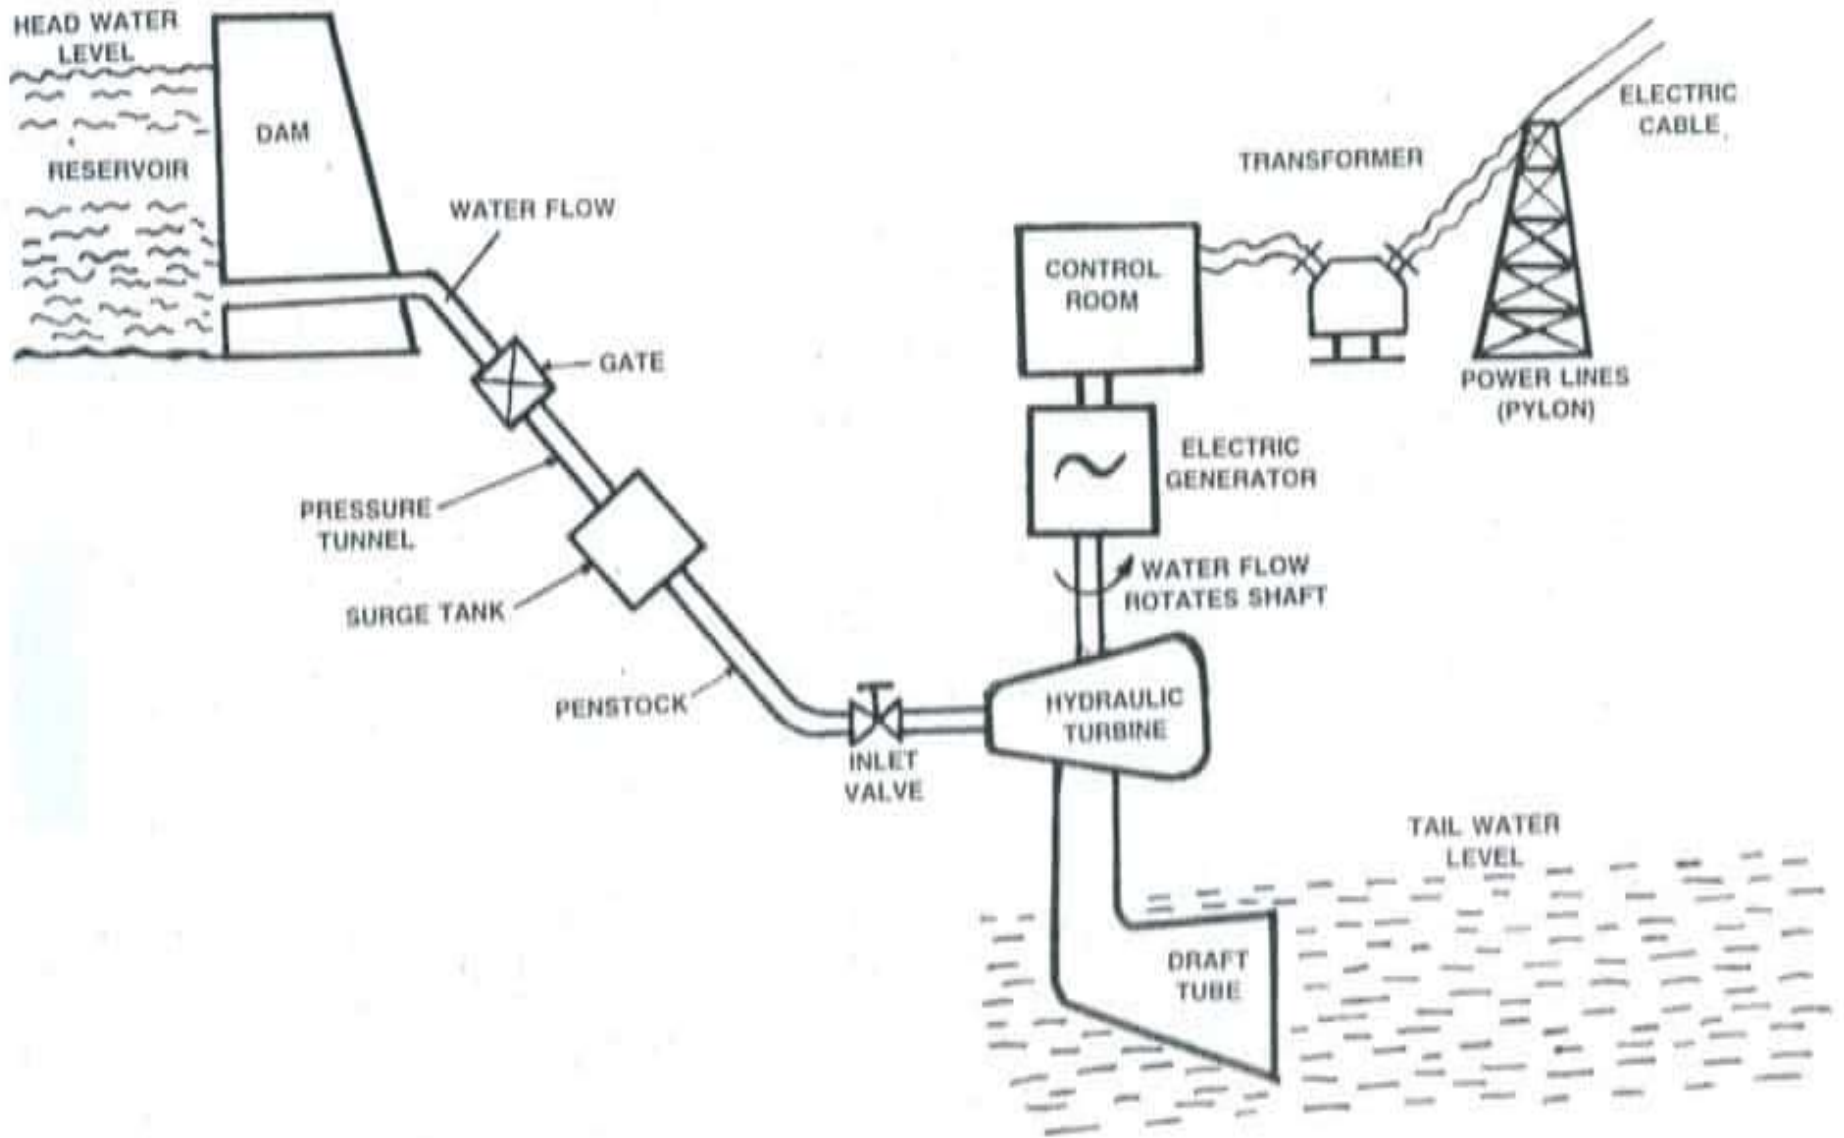 HEAD WATER
LEVEL
DAM
RESERVOIR
WATER FLOW
GATE
PRESSURE
TUNNEL
SURGE TANK
PENSTOCK
INLET
VALVE
HYDRAULIC
TURBINE
WATER FLOW
ROTATES SHAFT
ELECTRIC
GENERATOR
CONTROL
ROOM
TRANSFORMER
ELECTRIC
CABLE
POWER LINES
(PYLON)
TAIL WATER
LEVEL
DRAFT
TUBE